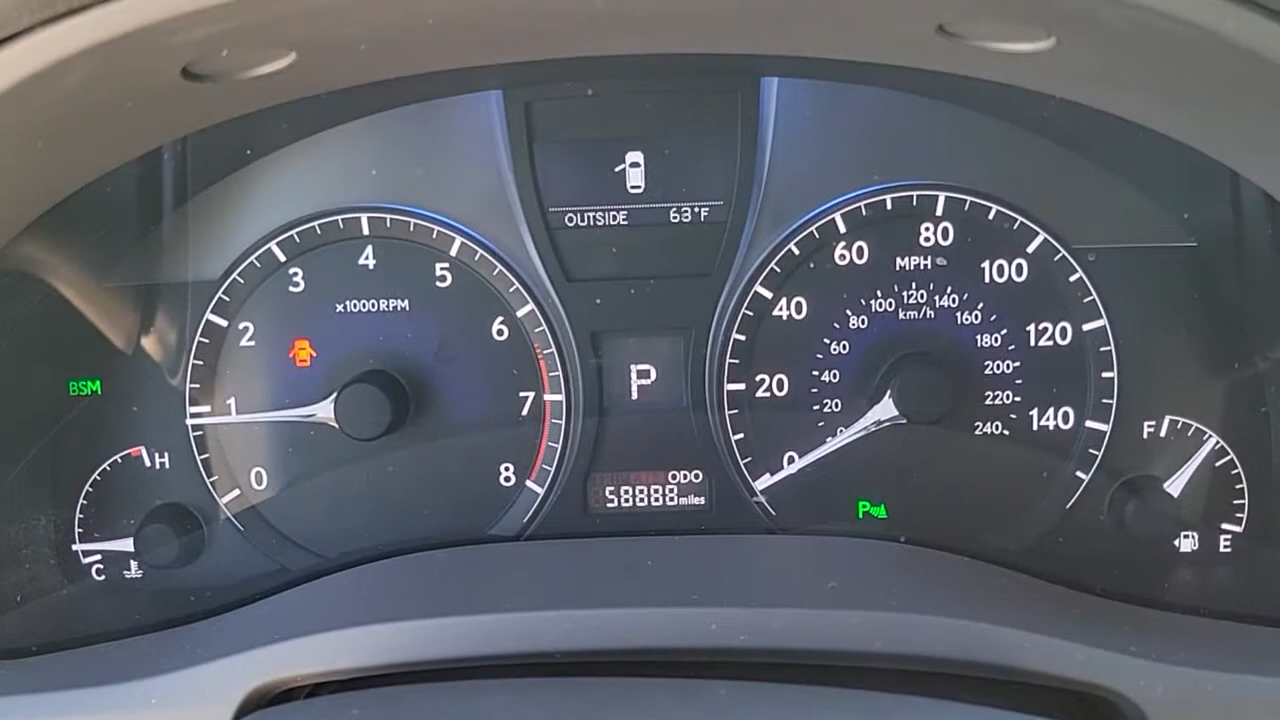 OUTSIDE 63°F
0 1 2 3 4 5 6 7 8
x1000RPM
BSM
H
C
P
ODO
58888 miles
0 20 40 60 80 100 120 140
MPH
0 20 40 60 80 100 120 140 160 180 200 220 240
km/h
P
F
E